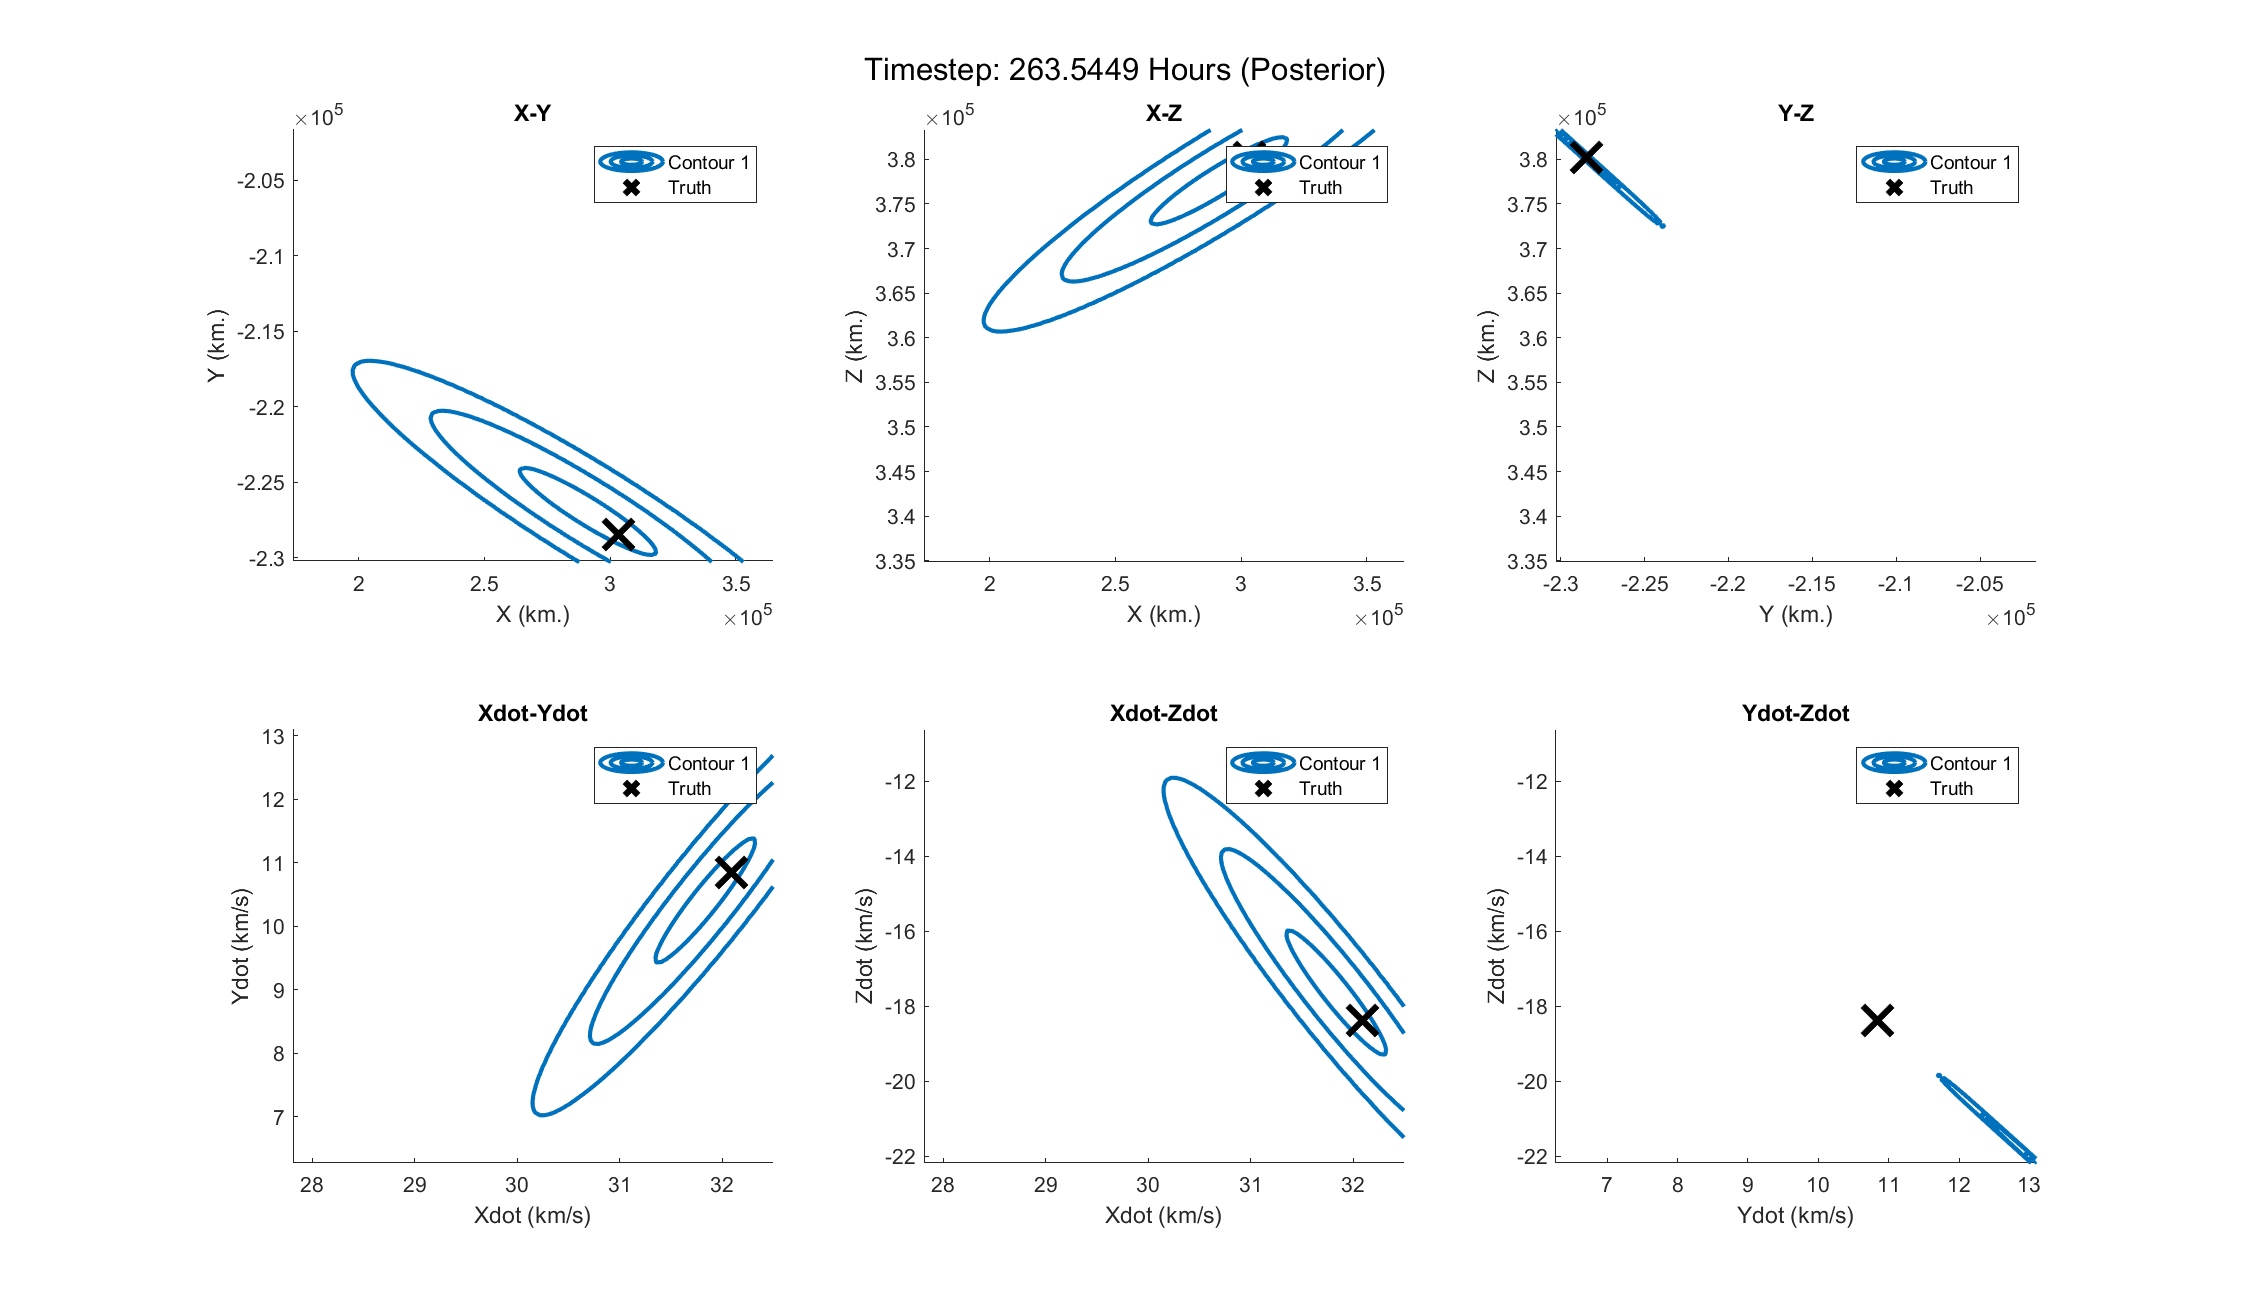 Timestep: 263.5449 Hours (Posterior)
X-Y
×10^5
-2.05
-2.1
-2.15
-2.2
-2.25
-2.3
Y (km.)
2 2.5 3 3.5
X (km.)
×10^5
Contour 1
Truth
X-Z
×10^5
3.8
3.75
3.7
3.65
3.6
3.55
3.5
3.45
3.4
3.35
Z (km.)
2 2.5 3 3.5
X (km.)
×10^5
Contour 1
Truth
Y-Z
×10^5
3.8
3.75
3.7
3.65
3.6
3.55
3.5
3.45
3.4
3.35
Z (km.)
-2.3 -2.25 -2.2 -2.15 -2.1 -2.05
Y (km.)
×10^5
Contour 1
Truth
Xdot-Ydot
13
12
11
10
9
8
7
Ydot (km/s)
28 29 30 31 32
Xdot (km/s)
Contour 1
Truth
Xdot-Zdot
-12
-14
-16
-18
-20
-22
Zdot (km/s)
28 29 30 31 32
Xdot (km/s)
Contour 1
Truth
Ydot-Zdot
-12
-14
-16
-18
-20
-22
Zdot (km/s)
7 8 9 10 11 12 13
Ydot (km/s)
Contour 1
Truth